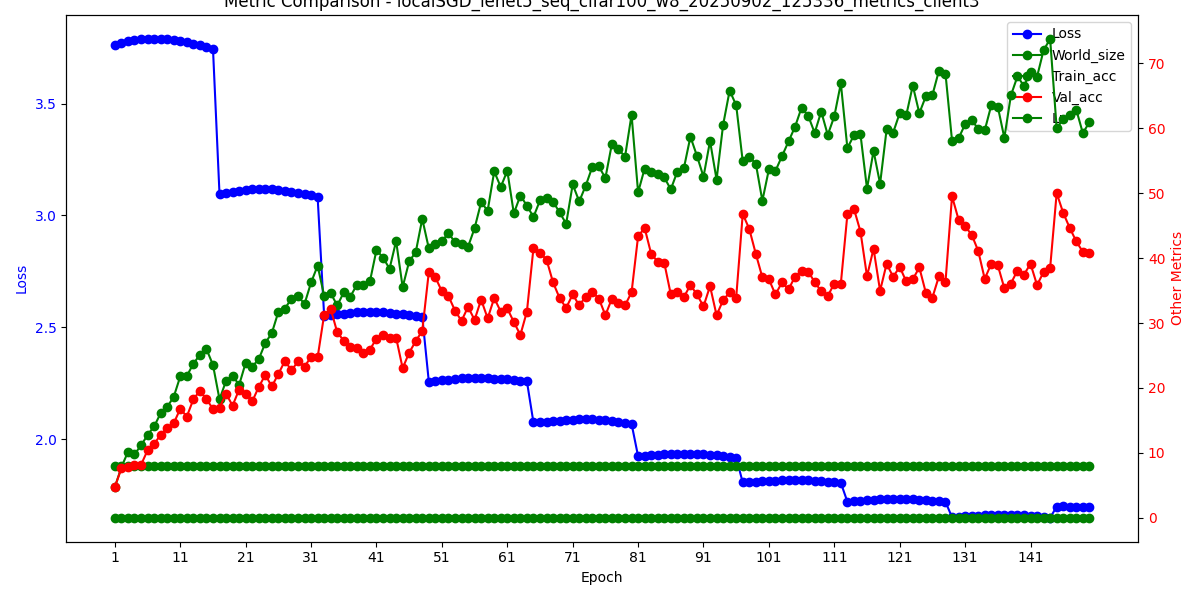 Metric Comparison - localSGD_lenet5_seq_cifar100_w8_20250902_125336_metrics_client3
Loss
World_size
Train_acc
Val_acc
3.5
3.0
2.5
2.0
Loss
70
60
50
40
30
20
10
0
Other Metrics
1 11 21 31 41 51 61 71 81 91 101 111 121 131 141
Epoch